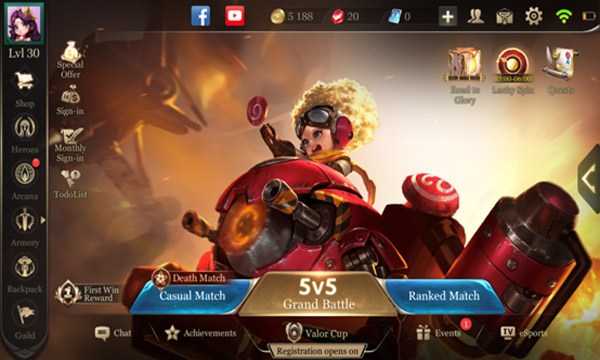 5 188
20
0
Lvl 30
Shop
Heroes
Arcana
Armory
Backpack
Guild
Special
Offer
Sign-in
Monthly
Sign-in
TodoList
Road to
Glory
03:00-06:00
Lucky Spin
Quests
First Win
Reward
Death Match
Casual Match
5v5
Grand Battle
Ranked Match
Chat
Achievements
Valor Cup
Events
1
TV
eSports
Registration opens on